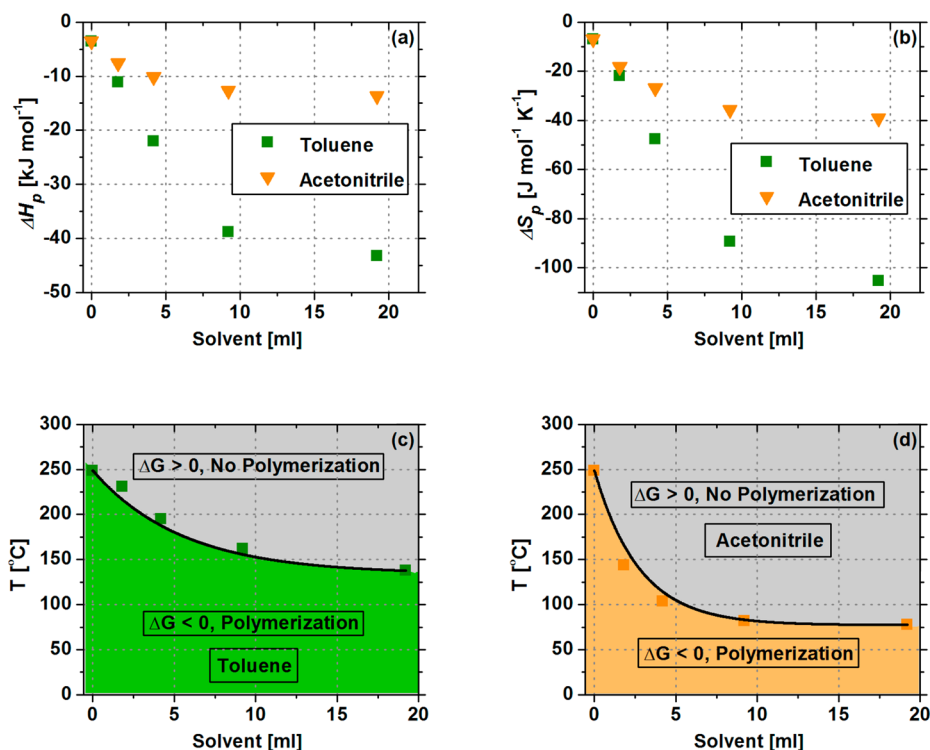 (a)
0
-10
-20
-30
-40
-50
ΔHp [kJ mol⁻¹]
Toluene
Acetonitrile
0 5 10 15 20
Solvent [ml]
(b)
0
-20
-40
-60
-80
-100
ΔSp [J mol⁻¹ K⁻¹]
Toluene
Acetonitrile
0 5 10 15 20
Solvent [ml]
(c)
300
250
200
150
100
50
0
T [°C]
ΔG > 0, No Polymerization
ΔG < 0, Polymerization
Toluene
0 5 10 15 20
Solvent [ml]
(d)
300
250
200
150
100
50
0
T [°C]
ΔG > 0, No Polymerization
Acetonitrile
ΔG < 0, Polymerization
0 5 10 15 20
Solvent [ml]